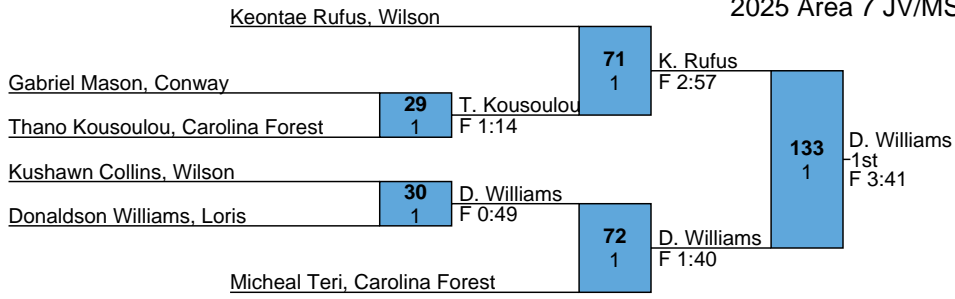 2025 Area 7 JV/MS
Keontae Rufus, Wilson
71
1
K. Rufus
F 2:57
Gabriel Mason, Conway
29
1
T. Kousoulou
F 1:14
Thano Kousoulou, Carolina Forest
133
1
D. Williams
1st
F 3:41
Kushawn Collins, Wilson
30
1
D. Williams
F 0:49
Donaldson Williams, Loris
72
1
D. Williams
F 1:40
Micheal Teri, Carolina Forest